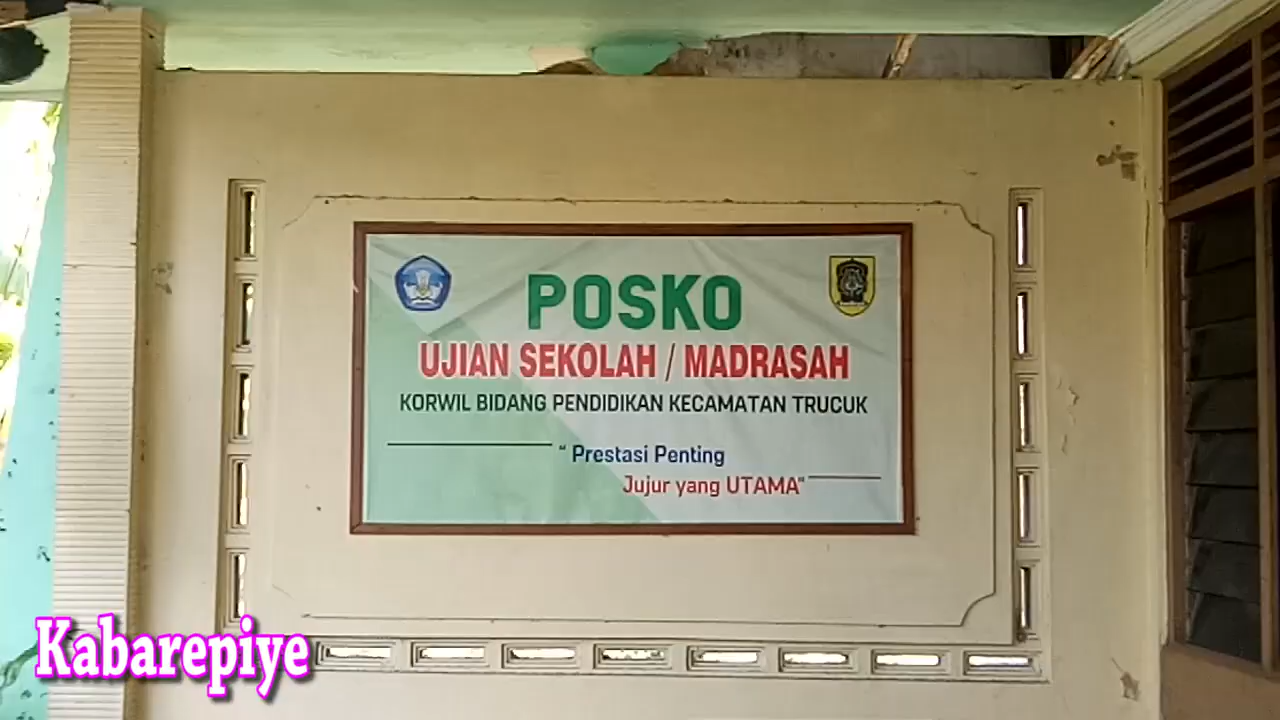 POSKO
UJIAN SEKOLAH / MADRASAH
KORWIL BIDANG PENDIDIKAN KECAMATAN TRUCUK
“ Prestasi Penting
Jujur yang UTAMA”
Kabarepiye